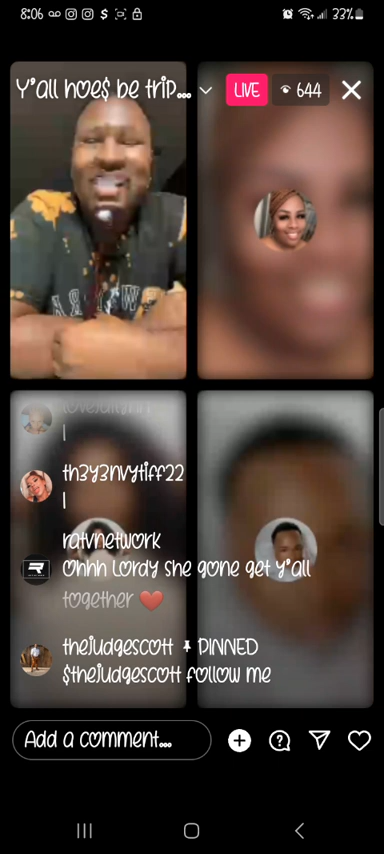 8:06 $ 33%
Y'all hoe$ be trip... LIVE 644
th3y3nvytiff22
1
ratvnetwork
Ohhh Lordy she gone get y'all
together ❤️
thejudgescott 📌 PINNED
$thejudgescott follow me
Add a comment...